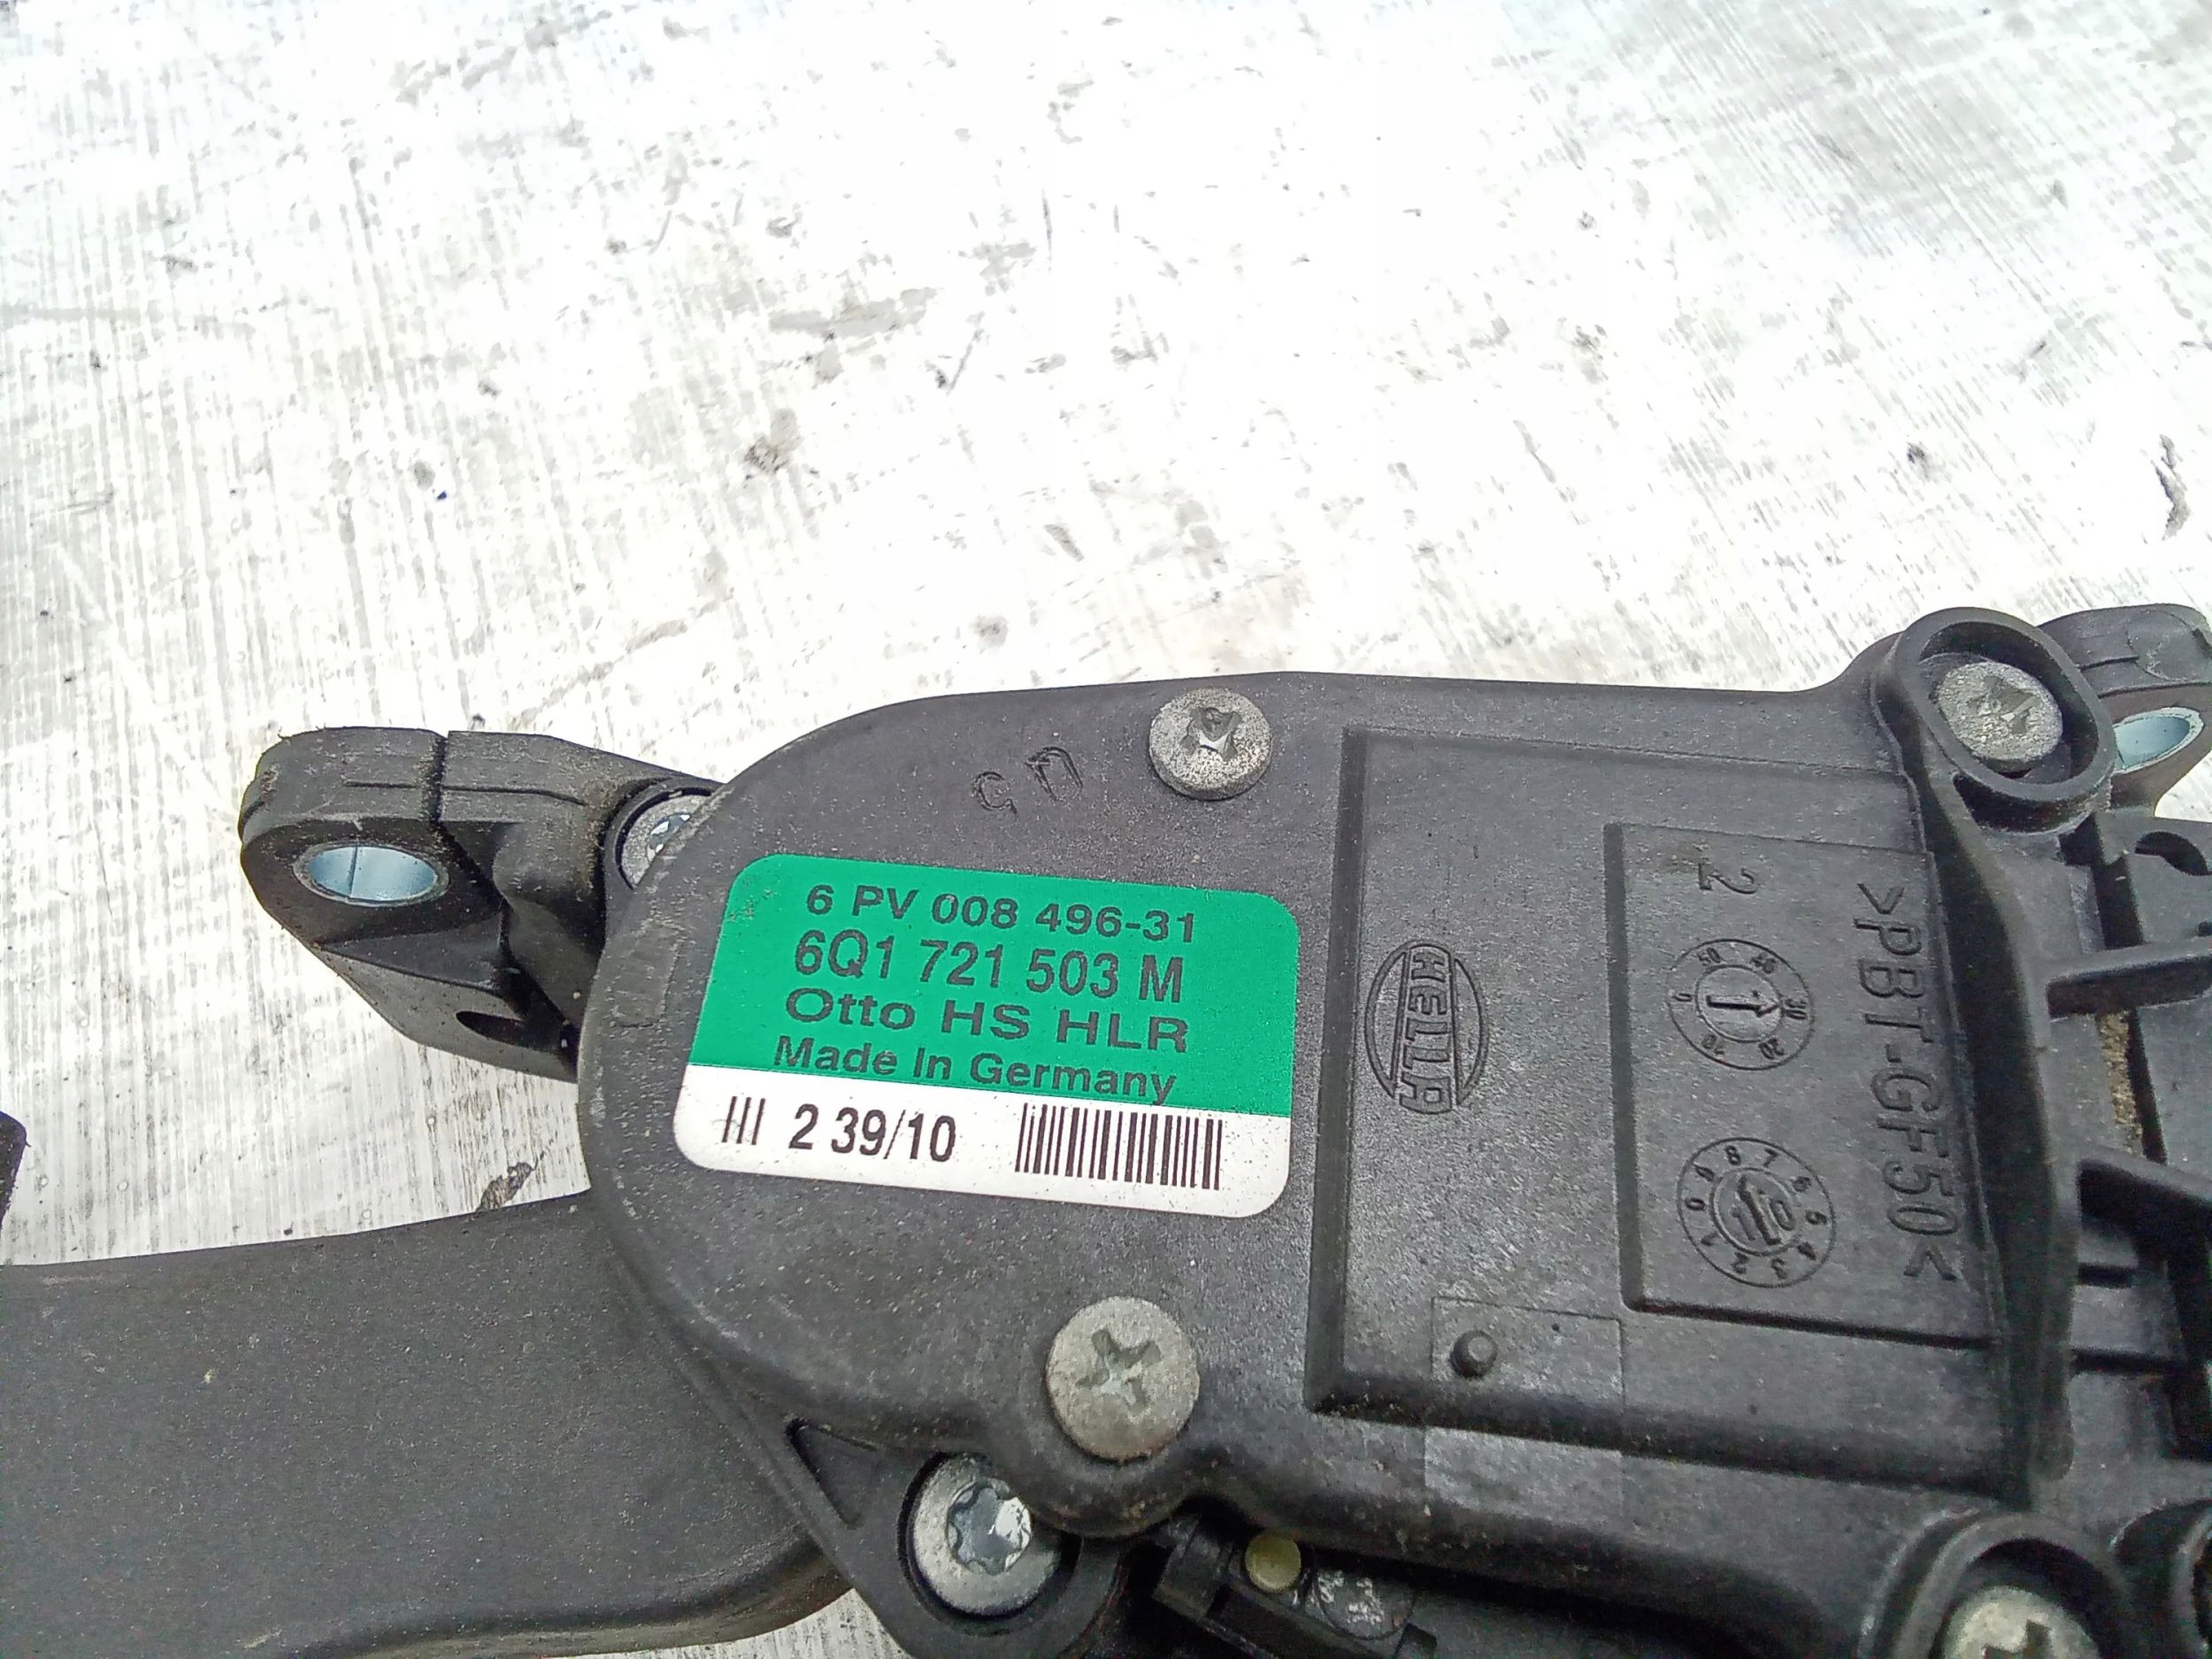 6 PV 008 496-31
6Q1 721 503 M
Otto HS HLR
Made In Germany
2 39/10
HELLA
2
>PBT-GF50<